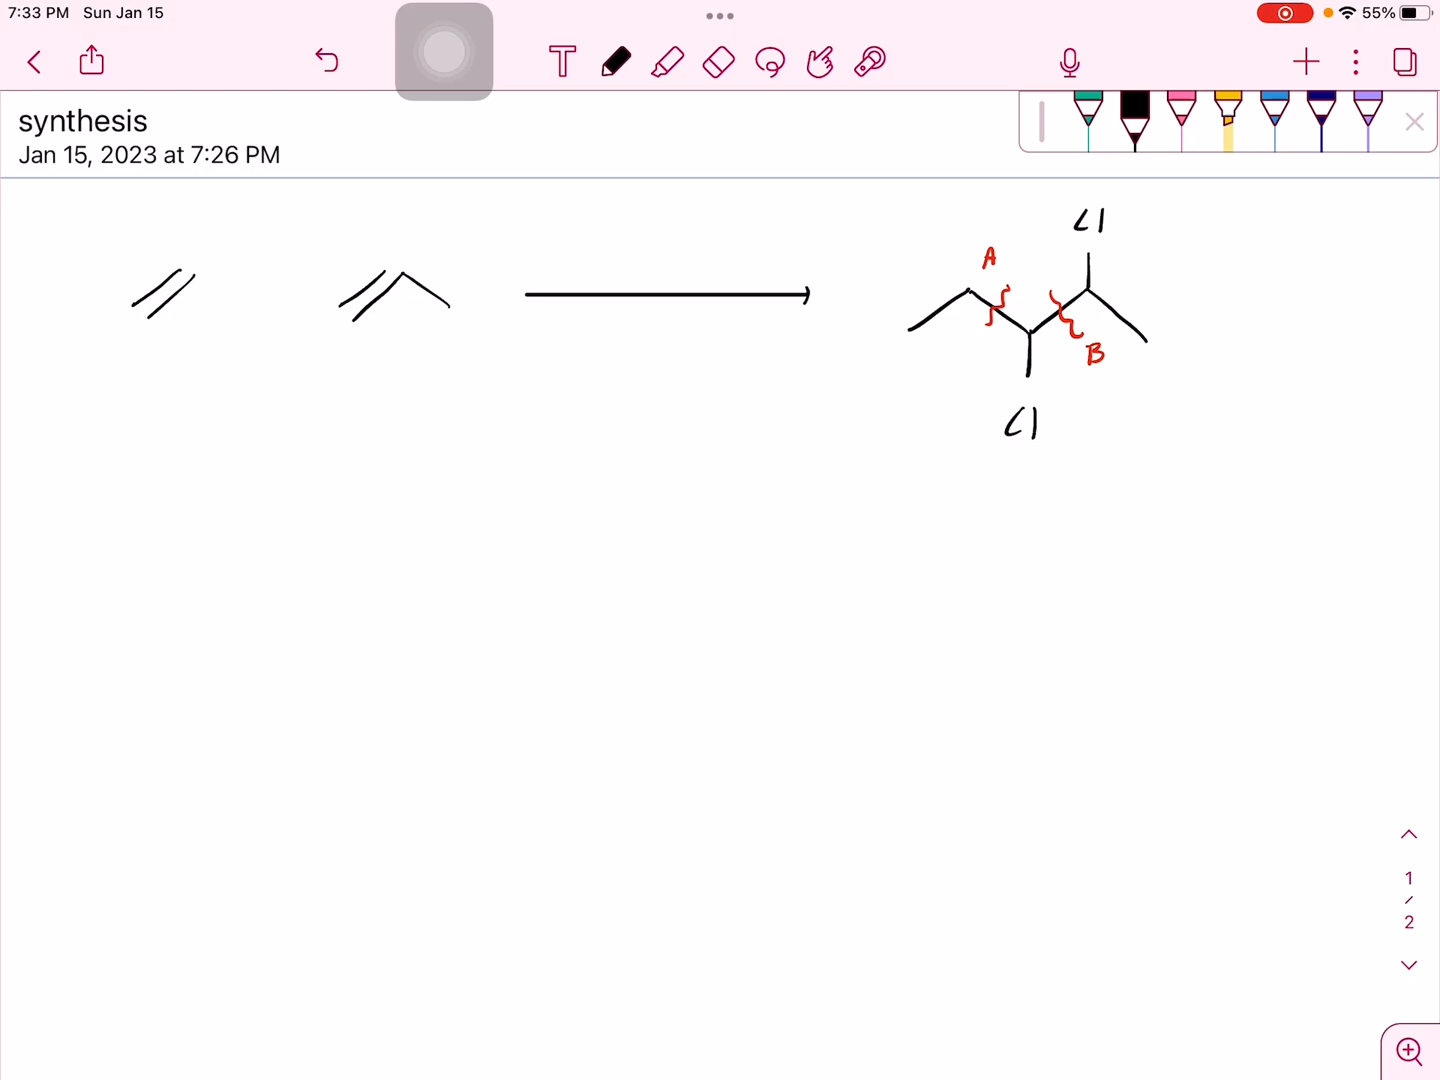 7:33 PM Sun Jan 15
55%
T
synthesis
Jan 15, 2023 at 7:26 PM
Cl
A
B
Cl
1
/
2